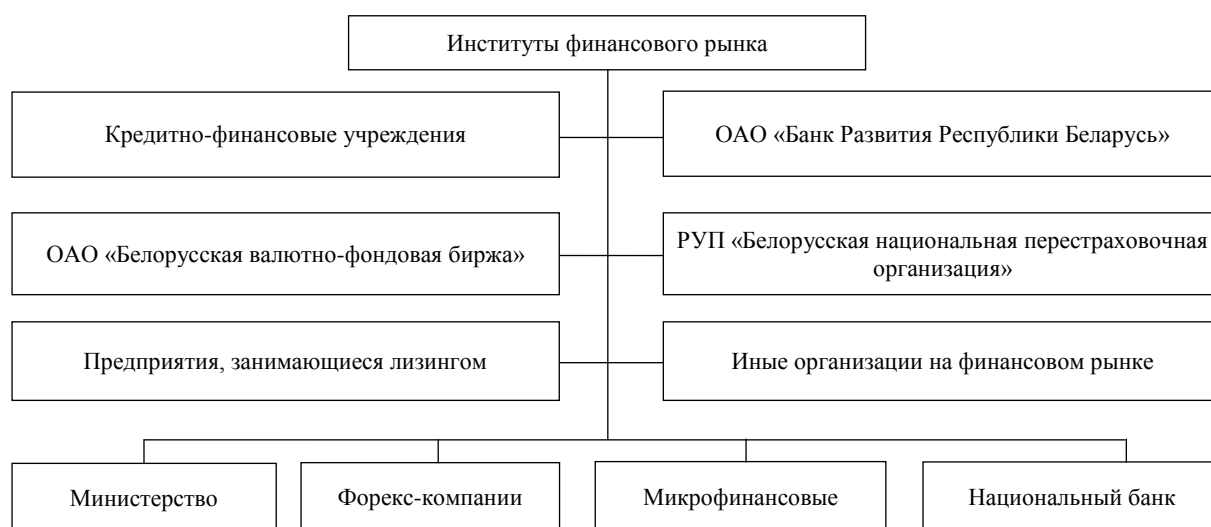 Институты финансового рынка
Кредитно-финансовые учреждения
ОАО «Банк Развития Республики Беларусь»
ОАО «Белорусская валютно-фондовая биржа»
РУП «Белорусская национальная перестраховочная
организация»
Предприятия, занимающиеся лизингом
Иные организации на финансовом рынке
Министерство
Форекс-компании
Микрофинансовые
Национальный банк